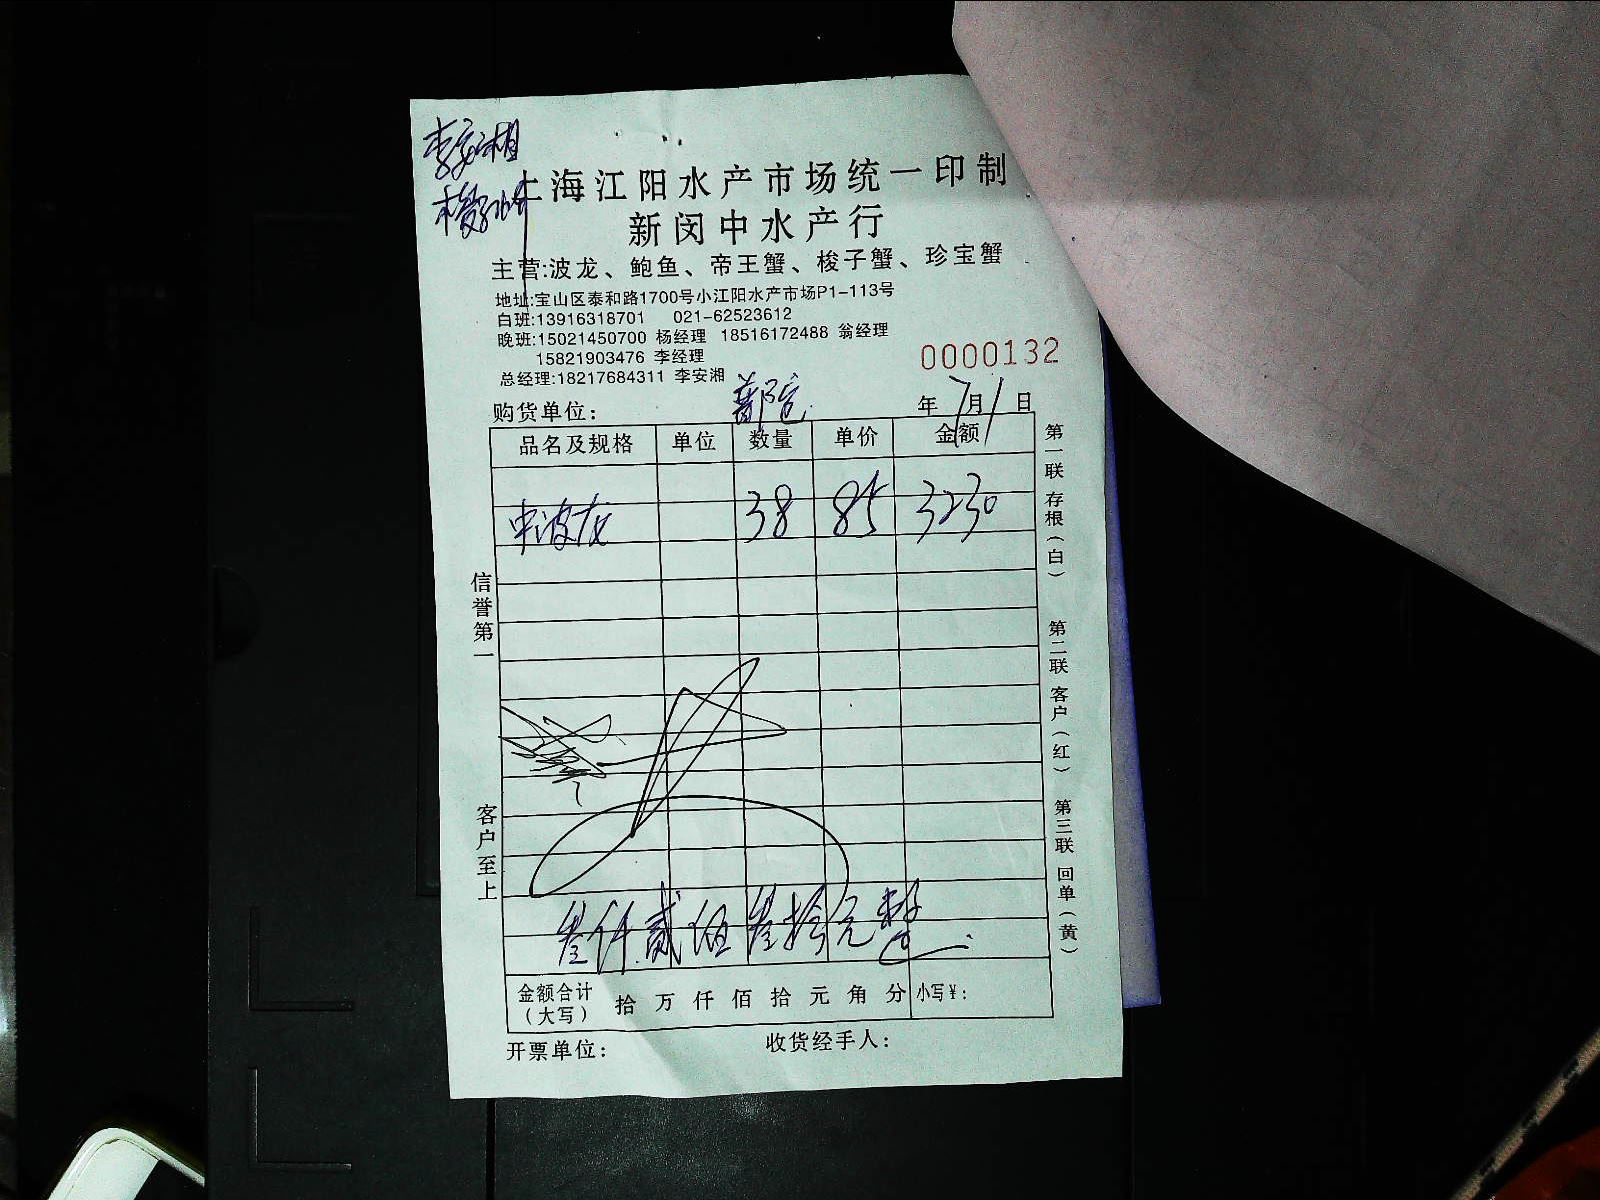 李安湘
上海江阳水产市场统一印制
新闵中水产行
主营:波龙、鲍鱼、帝王蟹、梭子蟹、珍宝蟹
地址:宝山区泰和路1700号小江阳水产市场P1-113号
白班:13916318701 021-62523612
晚班:15021450700 杨经理 18516172488 翁经理
15821903476 李经理
0000132
总经理:18217684311 李安湘
购货单位: 年 7月1日
品名及规格 单位 数量 单价 金额
中波龙 38 85 3230
叁仟贰佰叁拾元整
金额合计(大写) 拾万仟佰拾元角分 小写¥:
开票单位: 收货经手人:
信誉第一
客户至上
第一联 存根(白)
第二联 客户(红)
第三联 回单(黄)